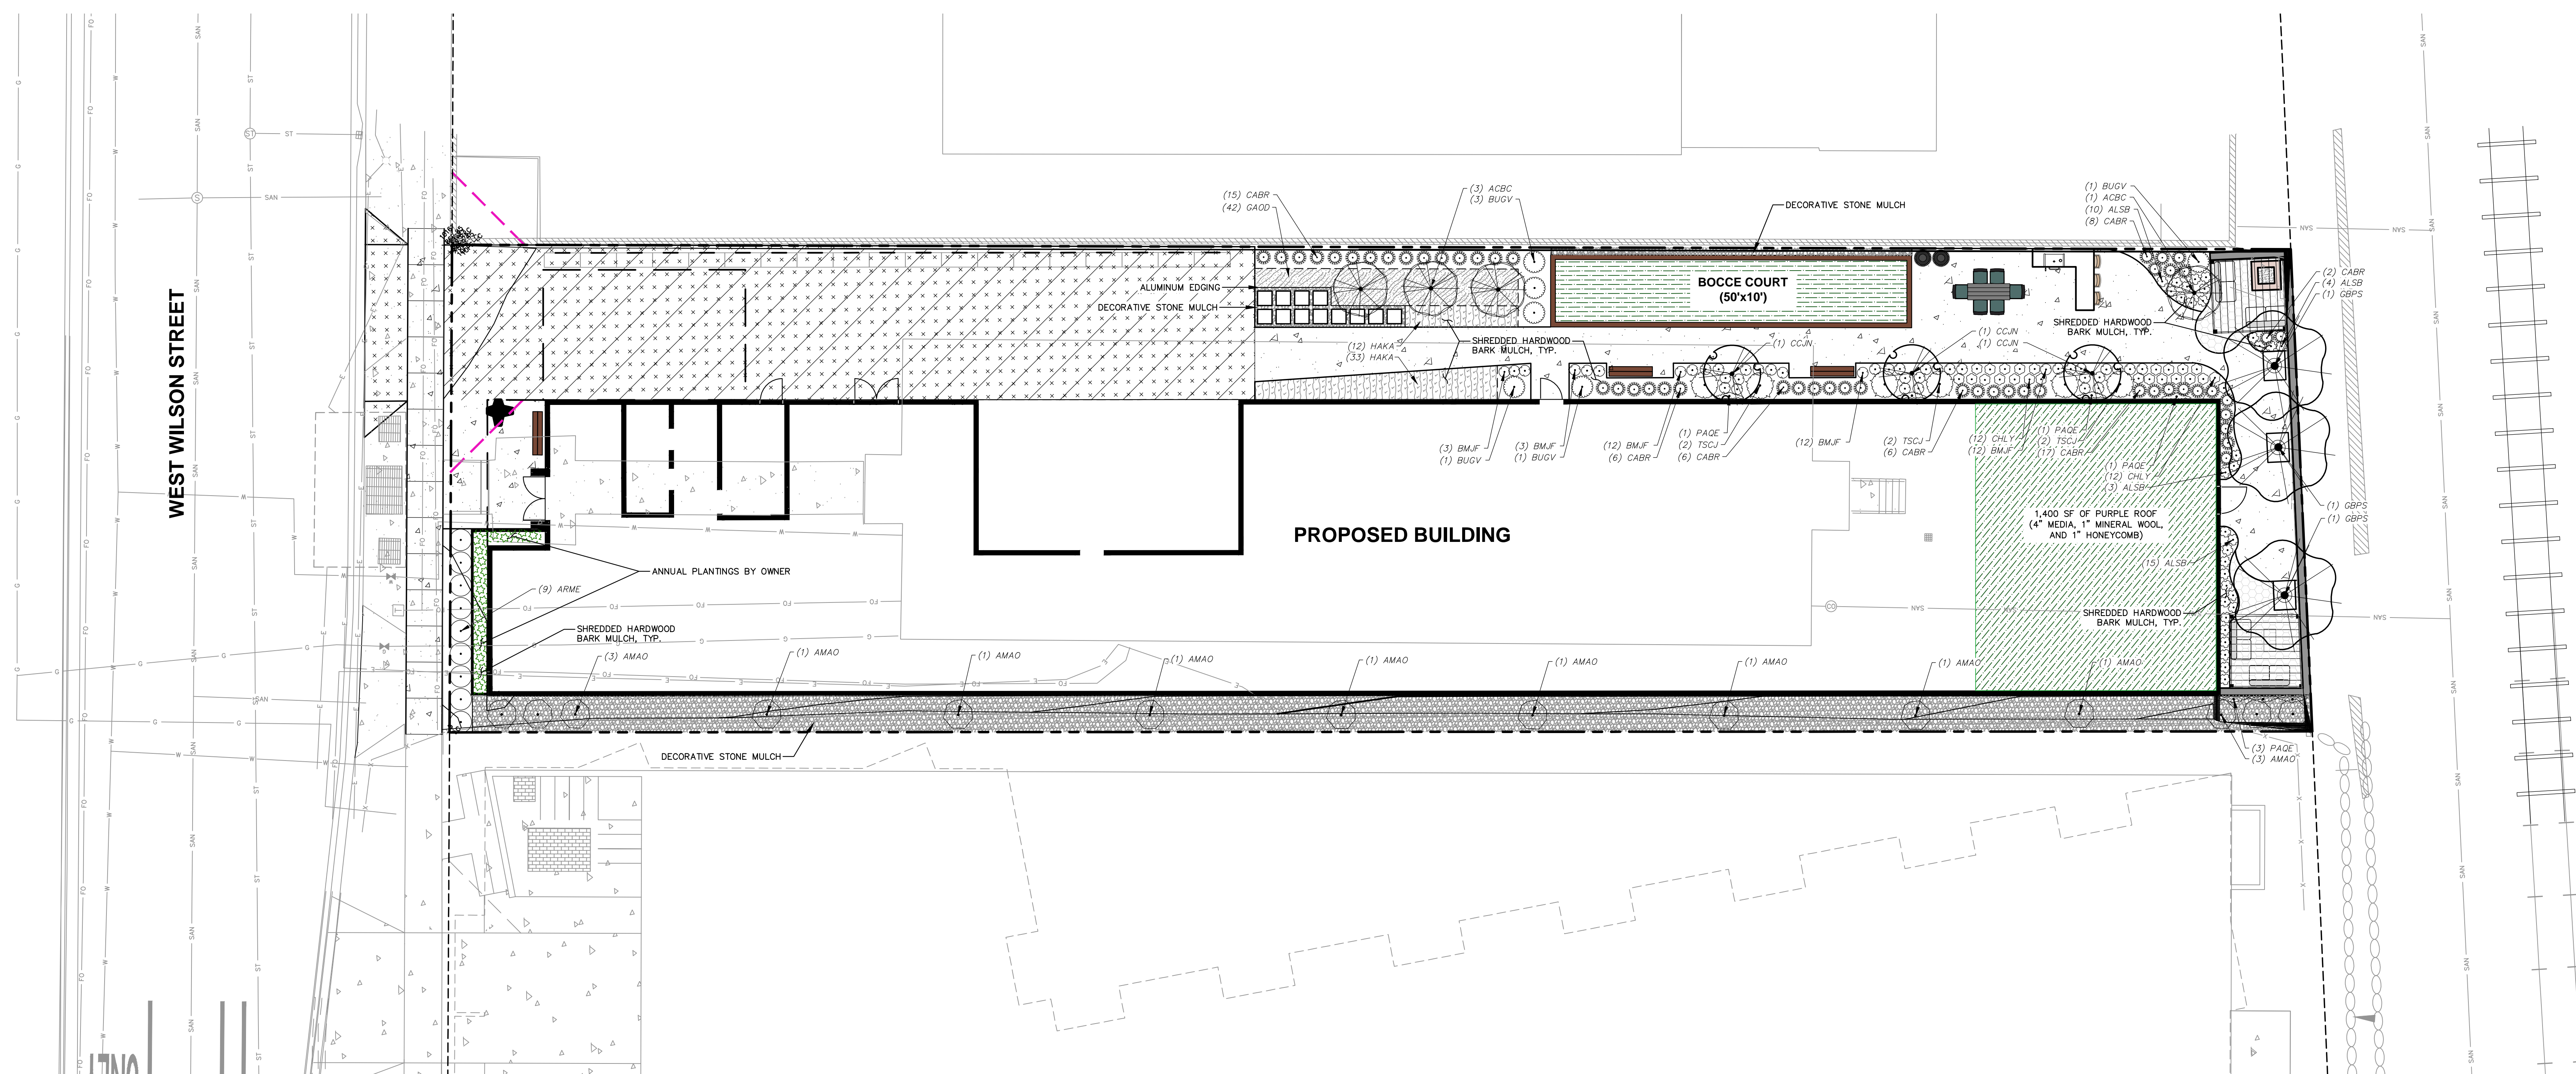 WEST WILSON STREET
(15) CABR
(42) GAOD
(3) ACBC
(3) BUGV
DECORATIVE STONE MULCH
(1) BUGV
(1) ACBC
(10) ALSB
(8) CABR
ALUMINUM EDGING
DECORATIVE STONE MULCH
BOCCE COURT
(50'x10')
(2) CABR
(4) ALSB
(1) GBPS
SHREDDED HARDWOOD
BARK MULCH, TYP.
(12) HAKA
(33) HAKA
SHREDDED HARDWOOD
BARK MULCH, TYP.
(1) CCJN
(1) CCJN
(1) CCJN
(3) BMJF
(1) BUGV
(3) BMJF
(1) BUGV
(12) BMJF
(6) CABR
(1) PAQE
(2) TSCJ
(6) CABR
(12) BMJF
(2) TSCJ
(6) CABR
(12) CHLY
(12) BMJF
(1) PAQE
(2) TSCJ
(17) CABR
(1) PAQE
(12) CHLY
(3) ALSB
(1) GBPS
(1) GBPS
PROPOSED BUILDING
1,400 SF OF PURPLE ROOF
(4" MEDIA, 1" MINERAL WOOL,
AND 1" HONEYCOMB)
(15) ALSB
ANNUAL PLANTINGS BY OWNER
(9) ARME
SHREDDED HARDWOOD
BARK MULCH, TYP.
SHREDDED HARDWOOD
BARK MULCH, TYP.
(3) AMAO
(1) AMAO
(1) AMAO
(1) AMAO
(1) AMAO
(1) AMAO
(1) AMAO
(1) AMAO
(1) AMAO
DECORATIVE STONE MULCH
(3) PAQE
(3) AMAO